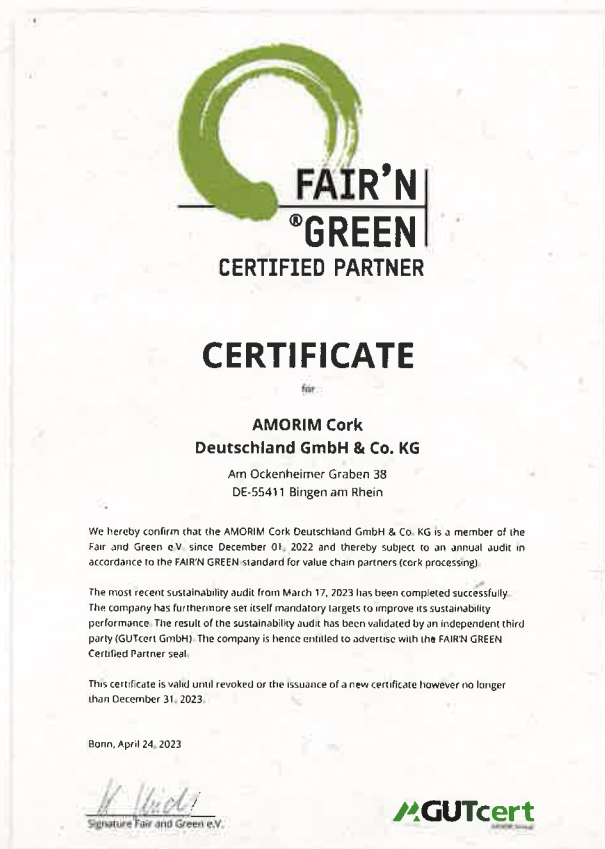 FAIR'N
®GREEN
CERTIFIED PARTNER
CERTIFICATE
for
AMORIM Cork
Deutschland GmbH & Co. KG
Am Ockenheimer Graben 38
DE-55411 Bingen am Rhein
We hereby confirm that the AMORIM Cork Deutschland GmbH & Co. KG is a member of the
Fair and Green e.V. since December 01, 2022 and thereby subject to an annual audit in
accordance to the FAIR'N GREEN standard for value chain partners (cork processing).
The most recent sustainability audit from March 17, 2023 has been completed successfully.
The company has furthermore set itself mandatory targets to improve its sustainability
performance. The result of the sustainability audit has been validated by an independent third
party (GUTcert GmbH). The company is hence entitled to advertise with the FAIR'N GREEN
Certified Partner seal.
This certificate is valid until revoked or the issuance of a new certificate however no longer
than December 31, 2023.
Bonn, April 24, 2023
Signature Fair and Green e.V.
GUTcert